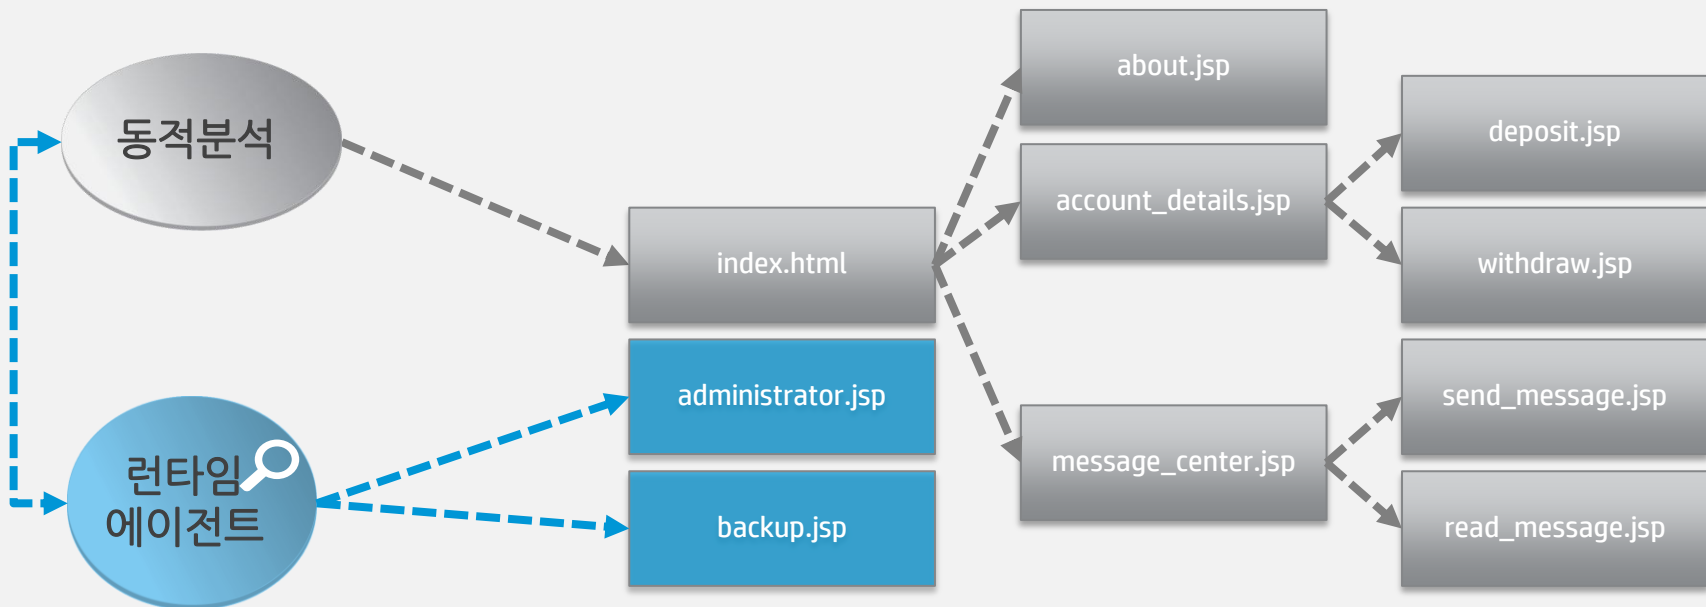 동적분석
런타임
에이전트
index.html
administrator.jsp
backup.jsp
about.jsp
account_details.jsp
message_center.jsp
deposit.jsp
withdraw.jsp
send_message.jsp
read_message.jsp